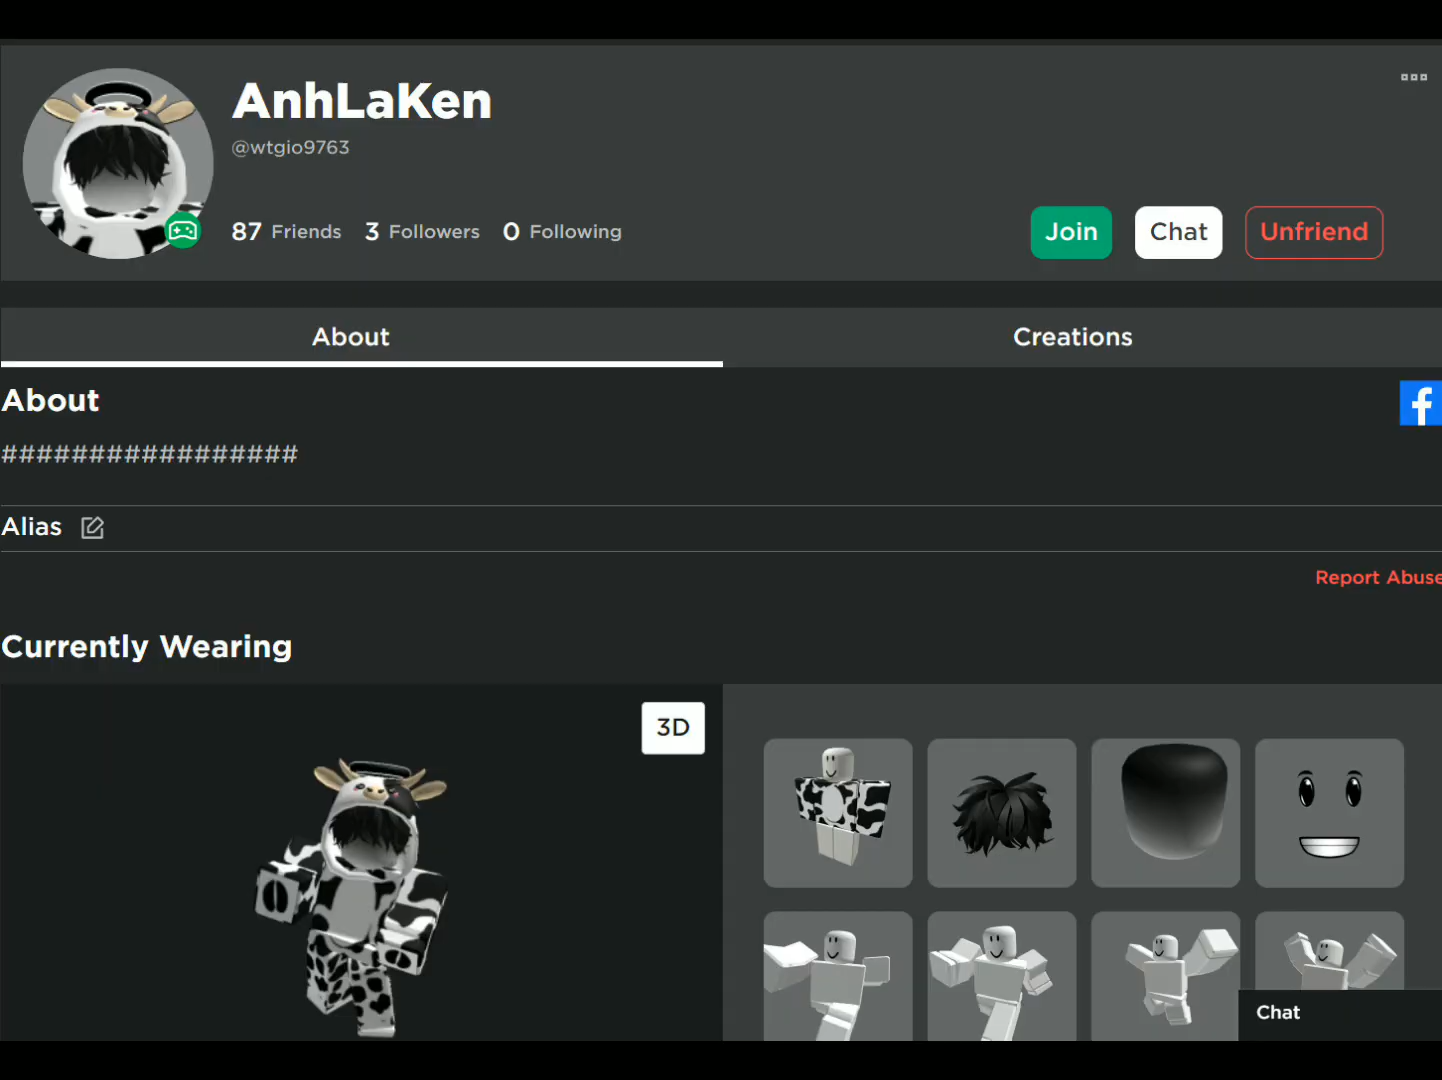 AnhLaKen
@wtgio9763
87 Friends 3 Followers 0 Following
Join Chat Unfriend
About Creations
About
#################
Alias
Report Abuse
Currently Wearing
3D
Chat